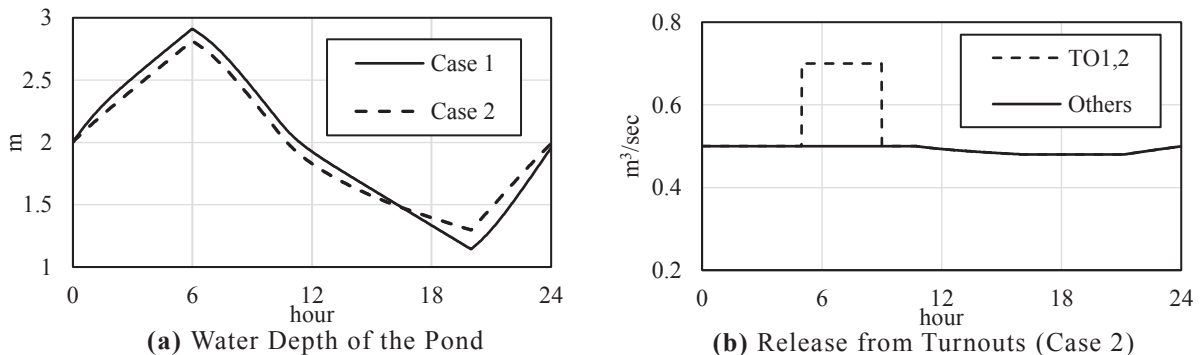 3
2.5
2
1.5
1
m
0
6
12
18
24
hour
Case 1
Case 2
(a) Water Depth of the Pond
0.8
0.6
0.4
0.2
m³/sec
0
6
12
18
24
hour
TO1,2
Others
(b) Release from Turnouts (Case 2)